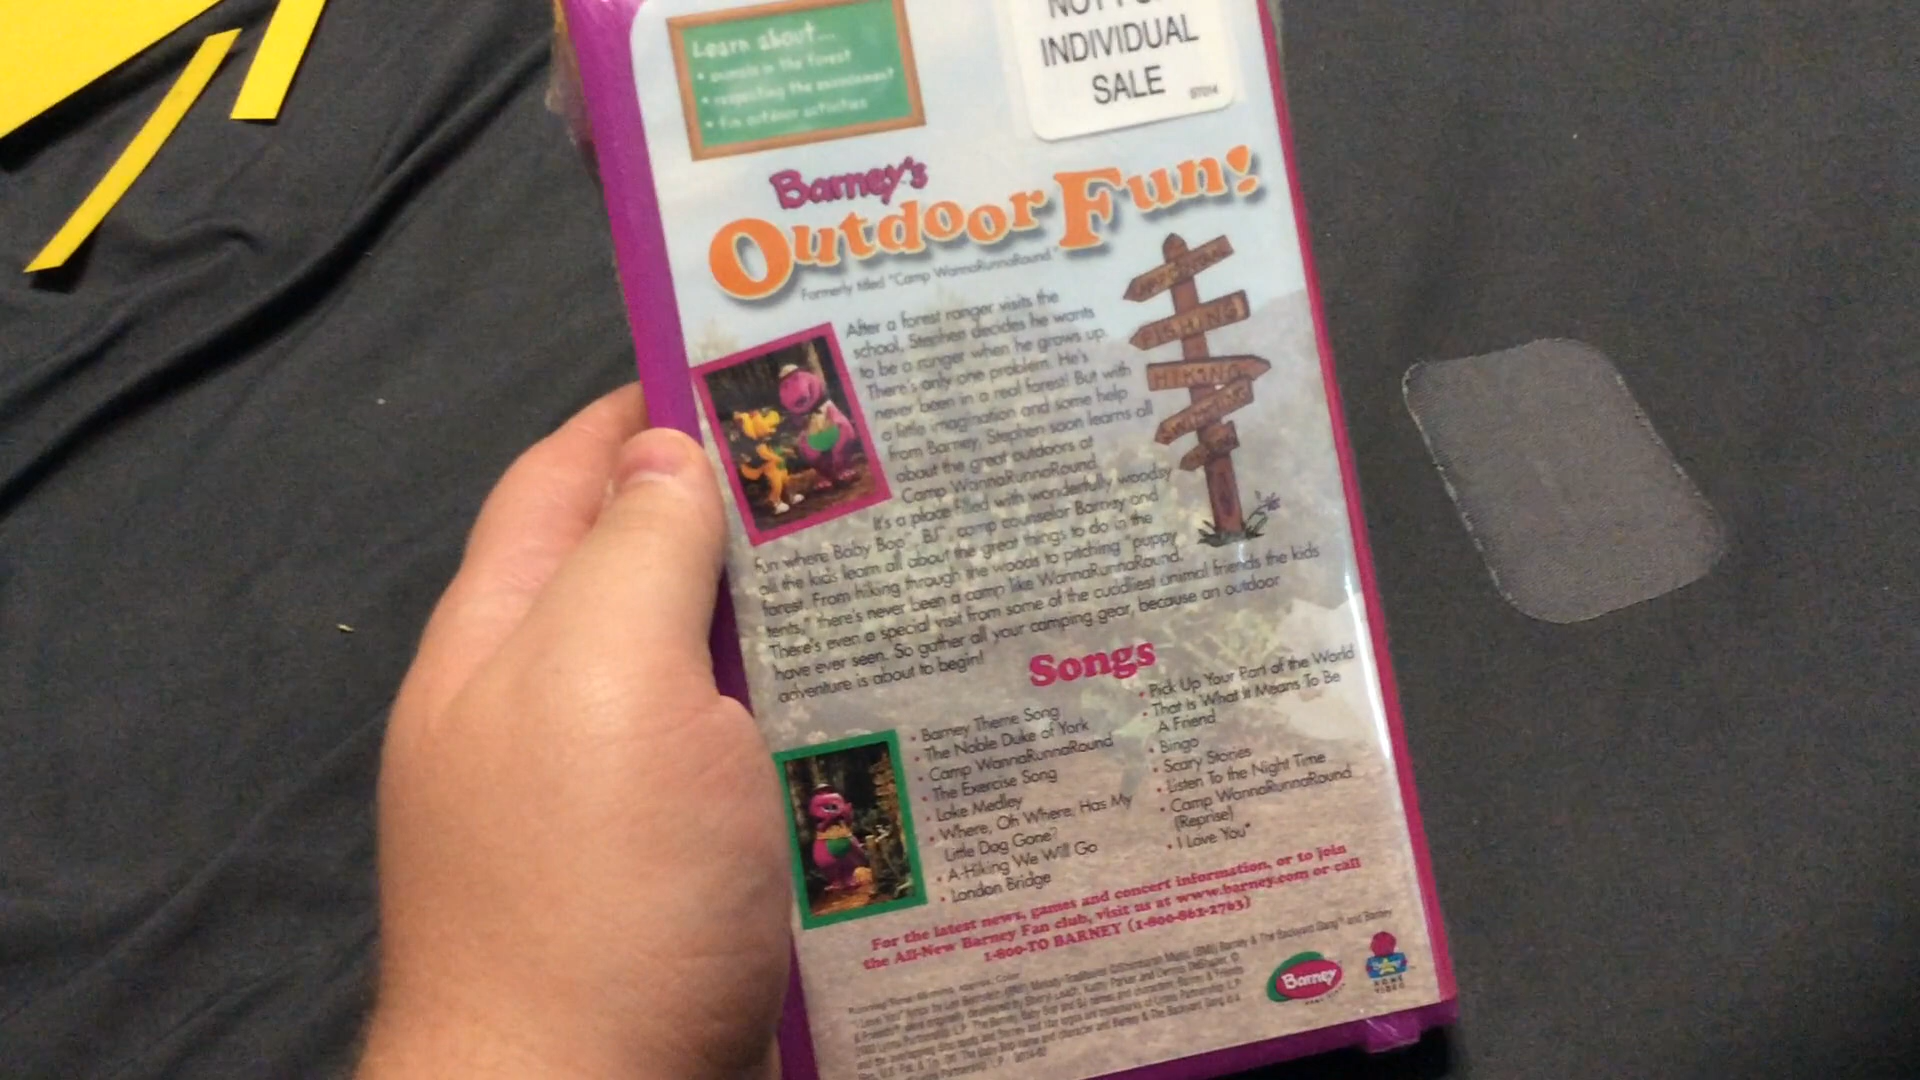 Learn about...
• animals in the forest
• respecting the environment
• fun outdoor activities
INDIVIDUAL
SALE
Barney's
Outdoor Fun!
Formerly titled "Camp WannaRunnaRound."
FISHING
HIKING
After a forest ranger visits the
school, Stephen decides he wants
to be a ranger when he grows up.
There's only one problem. He's
never been in a real forest! But with
a little imagination and some help
from Barney, Stephen soon learns all
about the great outdoors at
Camp WannaRunnaRound.
It's a place filled with wonderfully woodsy
fun where Baby Bop™, BJ™, camp counselor Barney and
all the kids learn all about the great things to do in the
forest. From hiking through the woods to pitching "puppy
tents," there's never been a camp like WannaRunnaRound.
There's even a special visit from some of the cuddliest animal friends the kids
have ever seen. So gather all your camping gear, because an outdoor
adventure is about to begin!
Songs
• Barney Theme Song
• The Noble Duke of York
• Camp WannaRunnaRound
• The Exercise Song
• Lake Medley
• Where, Oh Where, Has My
Little Dog Gone?
• A-Hiking We Will Go
• London Bridge
• Pick Up Your Part of the World
• That Is What It Means To Be
A Friend
• Bingo
• Scary Stories
• Listen To the Night Time
• Camp WannaRunnaRound
(Reprise)
• I Love You*
For the latest news, games and concert information, or to join
the All-New Barney Fan club, visit us at www.barney.com or call
1-800-TO BARNEY (1-800-862-2763)
Barney
HOME
VIDEO